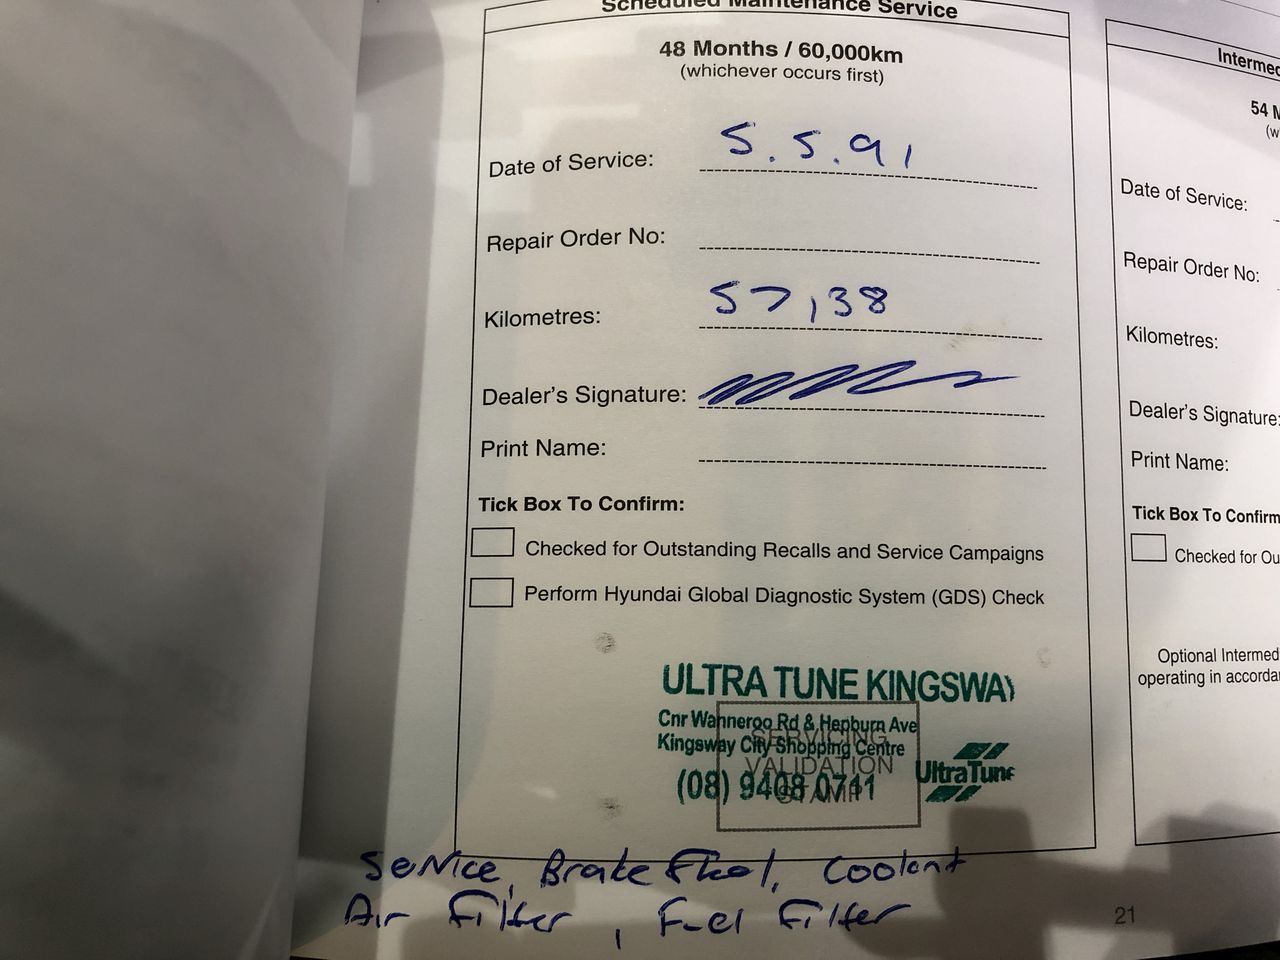 Scheduled Maintenance Service
48 Months / 60,000km
(whichever occurs first)
Date of Service: 5.5.91
Repair Order No:
Kilometres: 57,38
Dealer's Signature:
Print Name:
Tick Box To Confirm:
Checked for Outstanding Recalls and Service Campaigns
Perform Hyundai Global Diagnostic System (GDS) Check
ULTRA TUNE KINGSWAY
Cnr Wanneroo Rd & Hepburn Ave
Kingsway City Shopping Centre
(08) 9408 0711
UltraTune
SERVICING
VALIDATION
STAMP
Service, Brake Fluid, Coolant
Air Filter, Fuel Filter
21
Intermed
54 M
(w
Date of Service:
Repair Order No:
Kilometres:
Dealer's Signature:
Print Name:
Tick Box To Confirm
Checked for Ou
Optional Intermed
operating in accorda